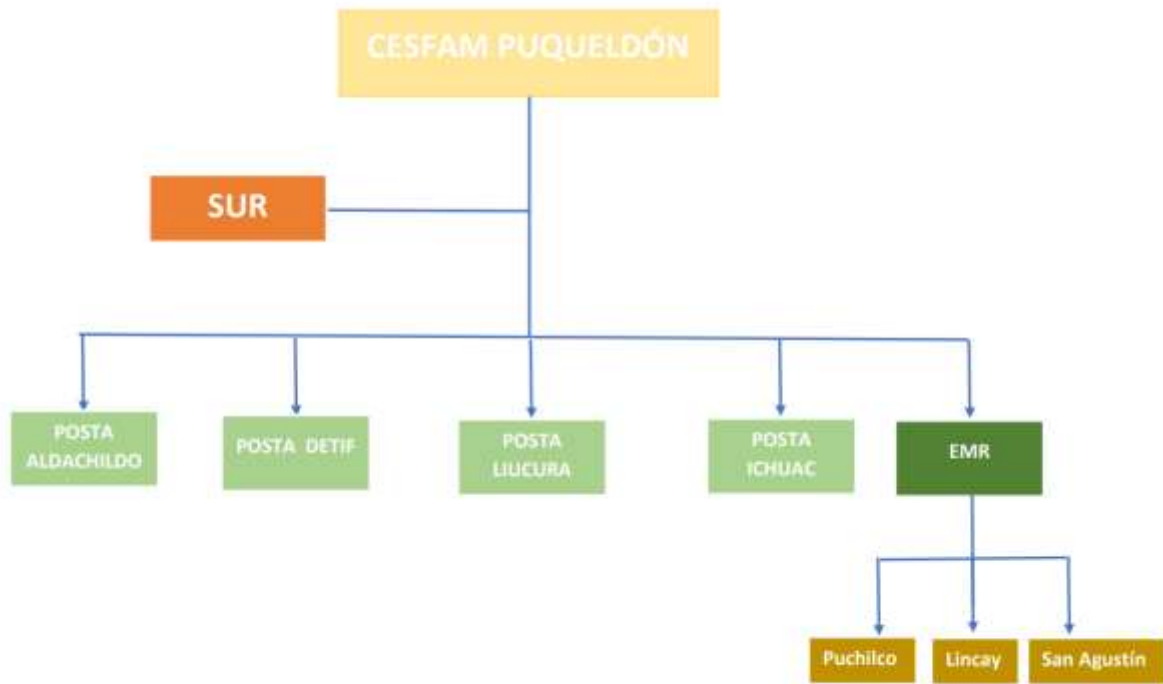 CESFAM PUQUELDÓN
SUR
POSTA
ALDACHILDO
POSTA DETIF
POSTA
LIUCURA
POSTA
ICHUAC
EMR
Puchilco
Lincay
San Agustín